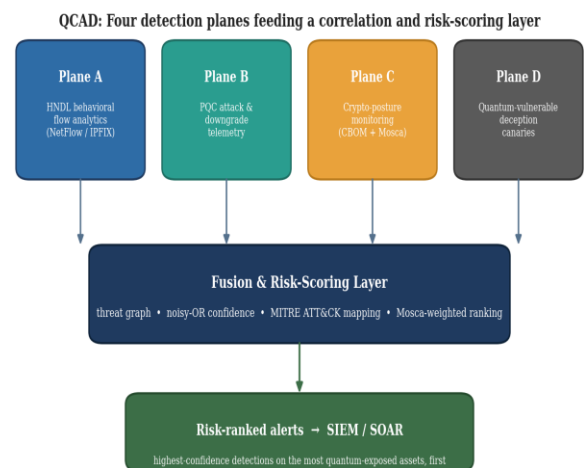 QCAD: Four detection planes feeding a correlation and risk-scoring layer
Plane A
HNDL behavioral
flow analytics
(NetFlow / IPFIX)
Plane B
PQC attack &
downgrade
telemetry
Plane C
Crypto-posture
monitoring
(CBOM + Mosca)
Plane D
Quantum-vulnerable
deception
canaries
Fusion & Risk-Scoring Layer
threat graph • noisy-OR confidence • MITRE ATT&CK mapping • Mosca-weighted ranking
Risk-ranked alerts → SIEM / SOAR
highest-confidence detections on the most quantum-exposed assets, first